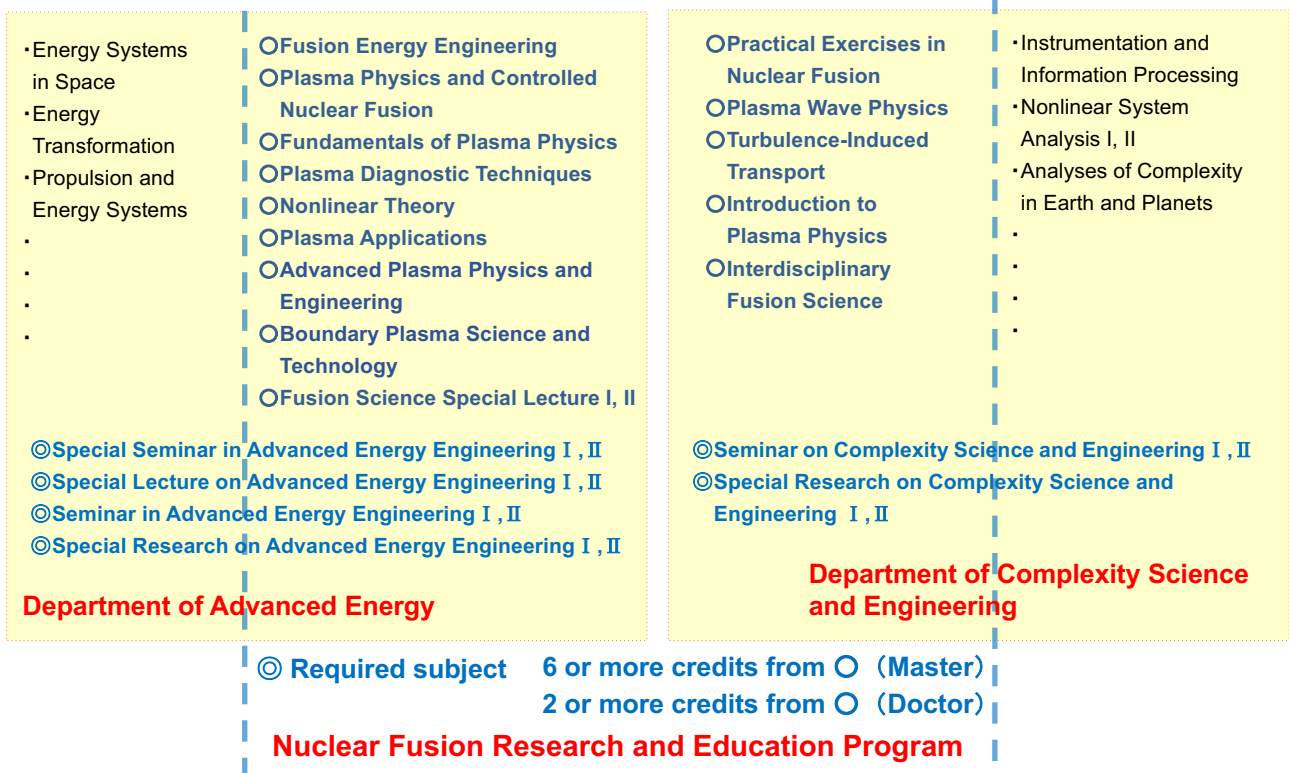 ・Energy Systems
in Space
・Energy
Transformation
・Propulsion and
Energy Systems
・
・
・
・
○Fusion Energy Engineering
○Plasma Physics and Controlled
Nuclear Fusion
○Fundamentals of Plasma Physics
○Plasma Diagnostic Techniques
○Nonlinear Theory
○Plasma Applications
○Advanced Plasma Physics and
Engineering
○Boundary Plasma Science and
Technology
○Fusion Science Special Lecture I, II
◎Special Seminar in Advanced Energy Engineering Ⅰ,Ⅱ
◎Special Lecture on Advanced Energy Engineering Ⅰ,Ⅱ
◎Seminar in Advanced Energy Engineering Ⅰ,Ⅱ
◎Special Research on Advanced Energy Engineering Ⅰ,Ⅱ
Department of Advanced Energy
○Practical Exercises in
Nuclear Fusion
○Plasma Wave Physics
○Turbulence-Induced
Transport
○Introduction to
Plasma Physics
○Interdisciplinary
Fusion Science
・Instrumentation and
Information Processing
・Nonlinear System
Analysis I, II
・Analyses of Complexity
in Earth and Planets
・
・
・
・
◎Seminar on Complexity Science and Engineering Ⅰ,Ⅱ
◎Special Research on Complexity Science and
Engineering Ⅰ,Ⅱ
Department of Complexity Science
and Engineering
◎ Required subject
6 or more credits from ○ （Master）
2 or more credits from ○ （Doctor）
Nuclear Fusion Research and Education Program